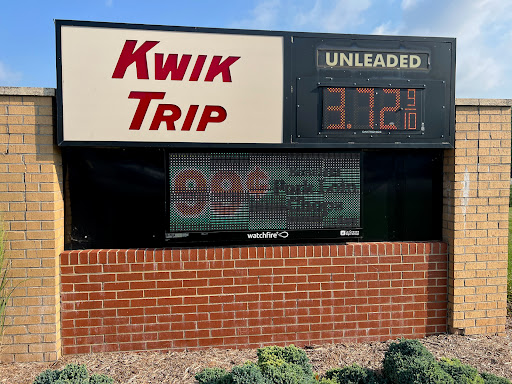 KWIK
TRIP
UNLEADED
3.72 9/10
99¢
watchfire